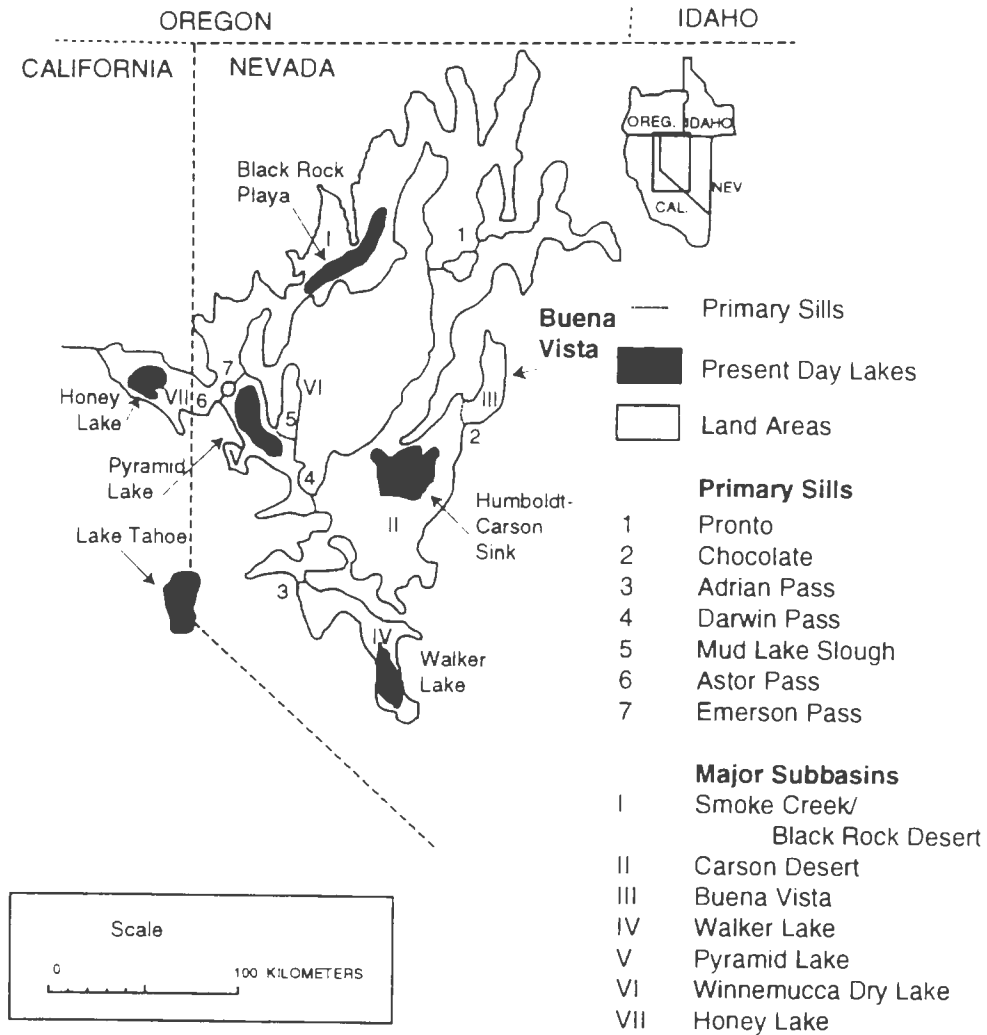 OREGON
IDAHO
CALIFORNIA
NEVADA
OREG.
IDAHO
NEV
CAL.
Black Rock
Playa
I
1
Buena
Vista
Honey
Lake
VII
6
7
VI
5
III
2
Pyramid
Lake
V
4
II
Humboldt-
Carson
Sink
Lake Tahoe
3
IV
Walker
Lake
Primary Sills
Present Day Lakes
Land Areas
Primary Sills
1 Pronto
2 Chocolate
3 Adrian Pass
4 Darwin Pass
5 Mud Lake Slough
6 Astor Pass
7 Emerson Pass
Major Subbasins
I Smoke Creek/
Black Rock Desert
II Carson Desert
III Buena Vista
IV Walker Lake
V Pyramid Lake
VI Winnemucca Dry Lake
VII Honey Lake
Scale
0 100 KILOMETERS